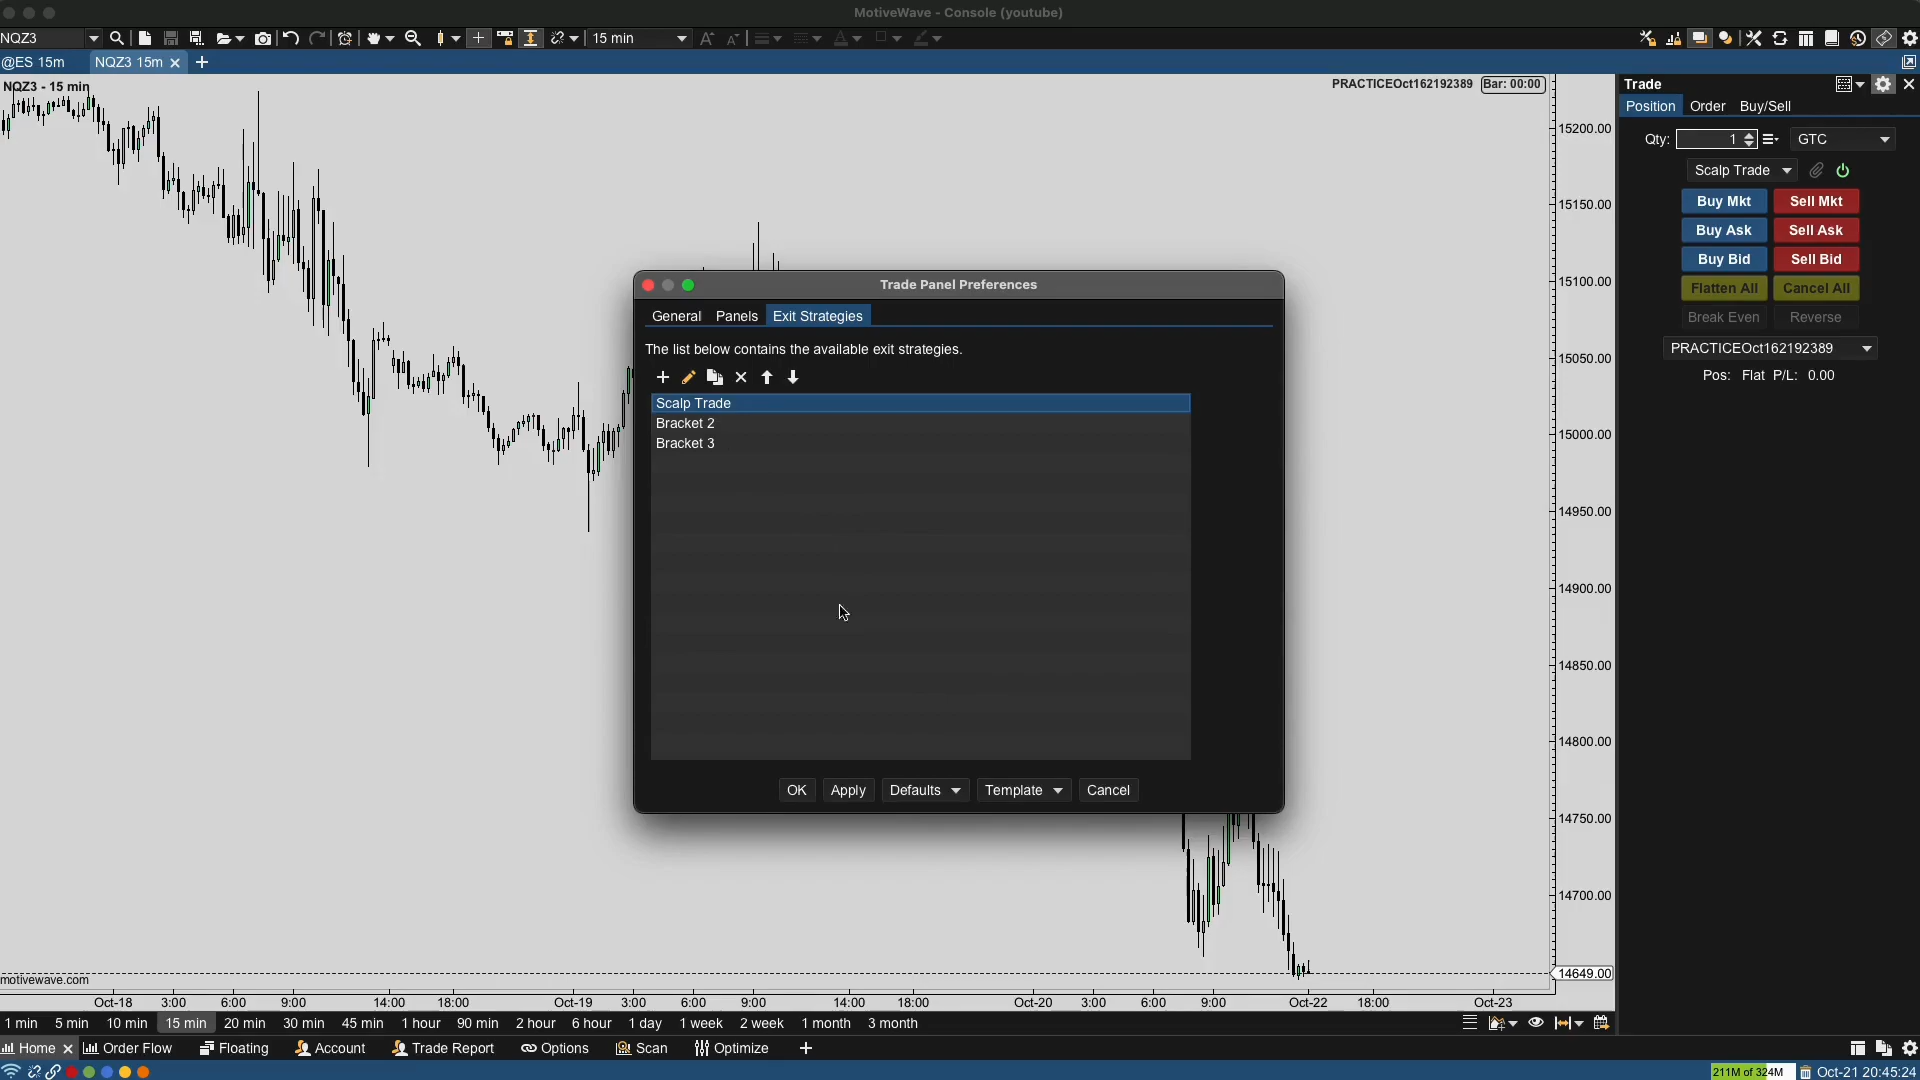 MotiveWave - Console (youtube)
NQZ3
15 min
@ES 15m
NQZ3 15m
NQZ3 - 15 min
PRACTICEOct162192389
Bar: 00:00
15200.00
15150.00
15100.00
15050.00
15000.00
14950.00
14900.00
14850.00
14800.00
14750.00
14700.00
14649.00
Trade
Position Order Buy/Sell
Qty: 1 GTC
Scalp Trade
Buy Mkt Sell Mkt
Buy Ask Sell Ask
Buy Bid Sell Bid
Flatten All Cancel All
Break Even Reverse
PRACTICEOct162192389
Pos: Flat P/L: 0.00
Trade Panel Preferences
General Panels Exit Strategies
The list below contains the available exit strategies.
Scalp Trade
Bracket 2
Bracket 3
OK Apply Defaults Template Cancel
motivewave.com
Oct-18 3:00 6:00 9:00 14:00 18:00 Oct-19 3:00 6:00 9:00 14:00 18:00 Oct-20 3:00 6:00 9:00 Oct-22 18:00 Oct-23
1 min 5 min 10 min 15 min 20 min 30 min 45 min 1 hour 90 min 2 hour 6 hour 1 day 1 week 2 week 1 month 3 month
Home Order Flow Floating Account Trade Report Options Scan Optimize
211M of 324M Oct-21 20:45:24